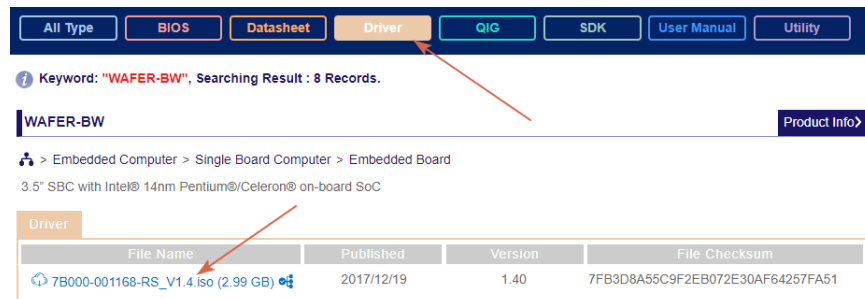 All Type BIOS Datasheet Driver QIG SDK User Manual Utility
Keyword: "WAFER-BW", Searching Result : 8 Records.
WAFER-BW Product Info>
> Embedded Computer > Single Board Computer > Embedded Board
3.5" SBC with Intel® 14nm Pentium®/Celeron® on-board SoC
Driver
File Name Published Version File Checksum
7B000-001168-RS_V1.4.iso (2.99 GB) 2017/12/19 1.40 7FB3D8A55C9F2EB072E30AF64257FA51